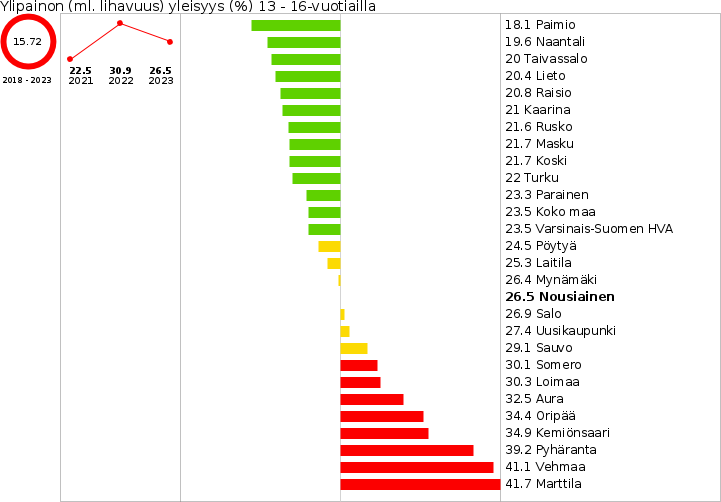 Ylipainon (ml. lihavuus) yleisyys (%) 13 - 16-vuotiailla
15.72
2018 - 2023
22.5 30.9 26.5
2021 2022 2023
18.1 Paimio
19.6 Naantali
20 Taivassalo
20.4 Lieto
20.8 Raisio
21 Kaarina
21.6 Rusko
21.7 Masku
21.7 Koski
22 Turku
23.3 Parainen
23.5 Koko maa
23.5 Varsinais-Suomen HVA
24.5 Pöytyä
25.3 Laitila
26.4 Mynämäki
26.5 Nousiainen
26.9 Salo
27.4 Uusikaupunki
29.1 Sauvo
30.1 Somero
30.3 Loimaa
32.5 Aura
34.4 Oripää
34.9 Kemiönsaari
39.2 Pyhäranta
41.1 Vehmaa
41.7 Marttila